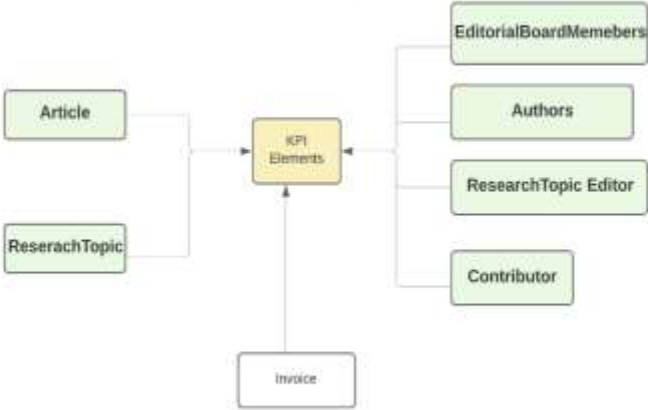 EditorialBoardMemebers
Article
Authors
KPI
Elements
ResearchTopic Editor
ReserachTopic
Contributor
Invoice